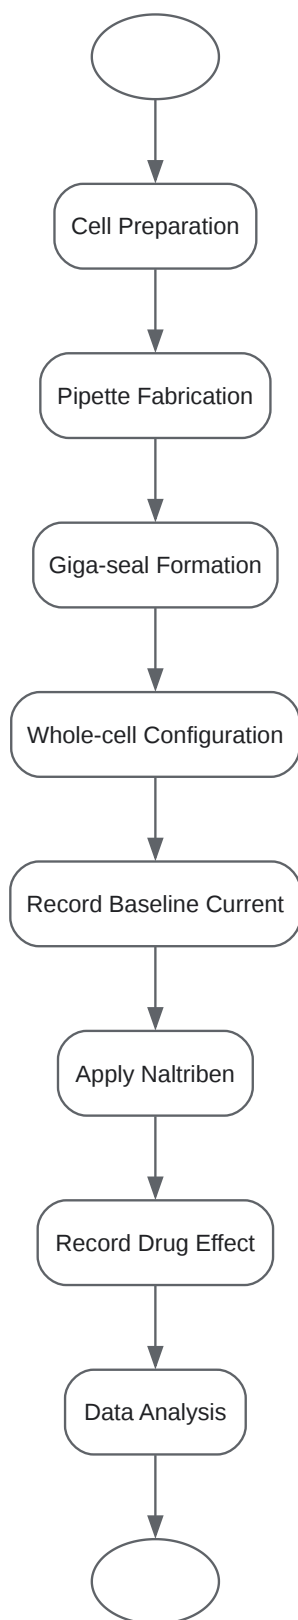 Cell Preparation
Pipette Fabrication
Giga-seal Formation
Whole-cell Configuration
Record Baseline Current
Apply Naltriben
Record Drug Effect
Data Analysis